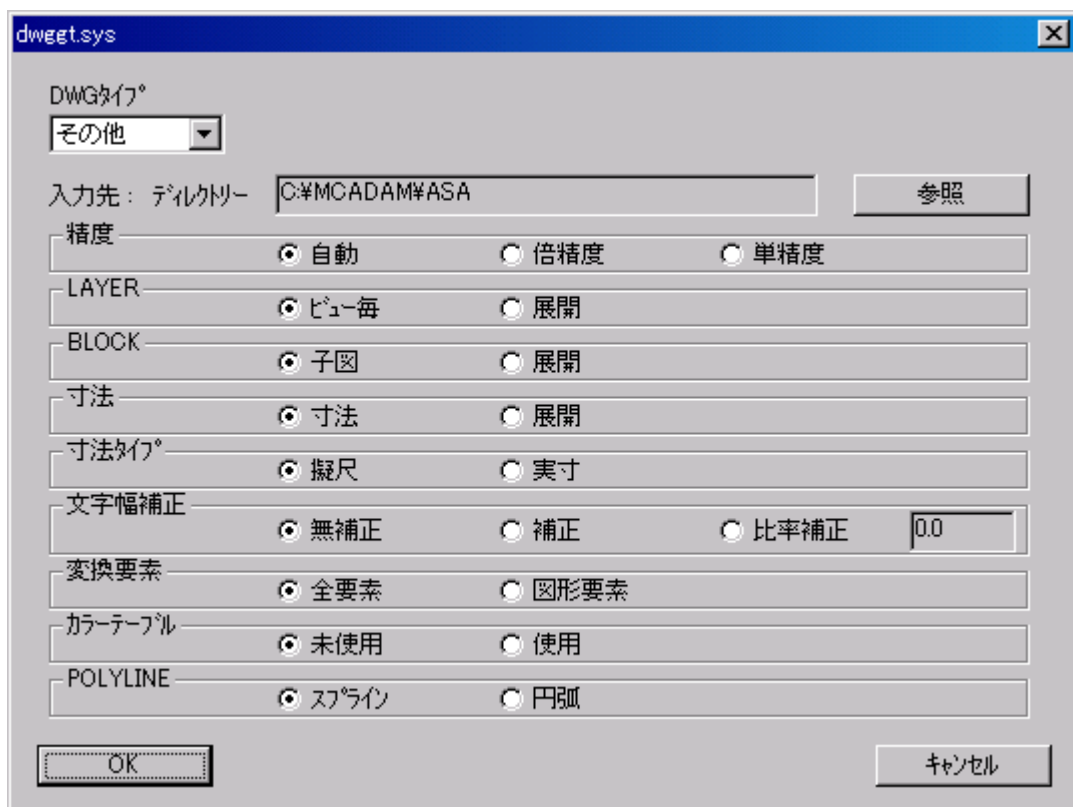 dwggt.sys
DWGﾀｲﾌﾟ
その他
入力先： ﾃﾞｨﾚｸﾄﾘｰ C:¥MCADAM¥ASA 参照
精度
自動 倍精度 単精度
LAYER
ﾋﾞｭｰ毎 展開
BLOCK
子図 展開
寸法
寸法 展開
寸法ﾀｲﾌﾟ
擬尺 実寸
文字幅補正
無補正 補正 比率補正 0.0
変換要素
全要素 図形要素
ｶﾗｰﾃｰﾌﾞﾙ
未使用 使用
POLYLINE
ｽﾌﾟﾗｲﾝ 円弧
OK ｷｬﾝｾﾙ